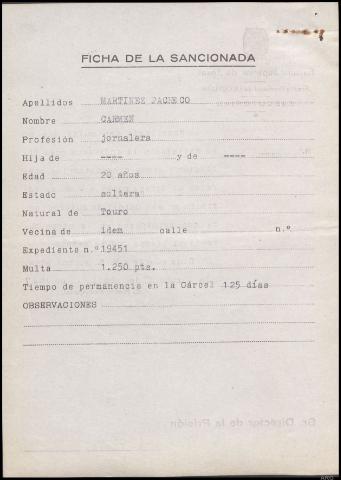 FICHA DE LA SANCIONADA
Apellidos MARTINEZ PACHECO
Nombre CARMEN
Profesión jornalera
Hija de ---- y de ----
Edad 20 años
Estado soltera
Natural de Touro
Vecina de idem calle n.º
Expediente n.º 19451
Multa 1.250 pts.
Tiempo de permanencia en la Cárcel 125 días
OBSERVACIONES
Sr. Director de la Prisión